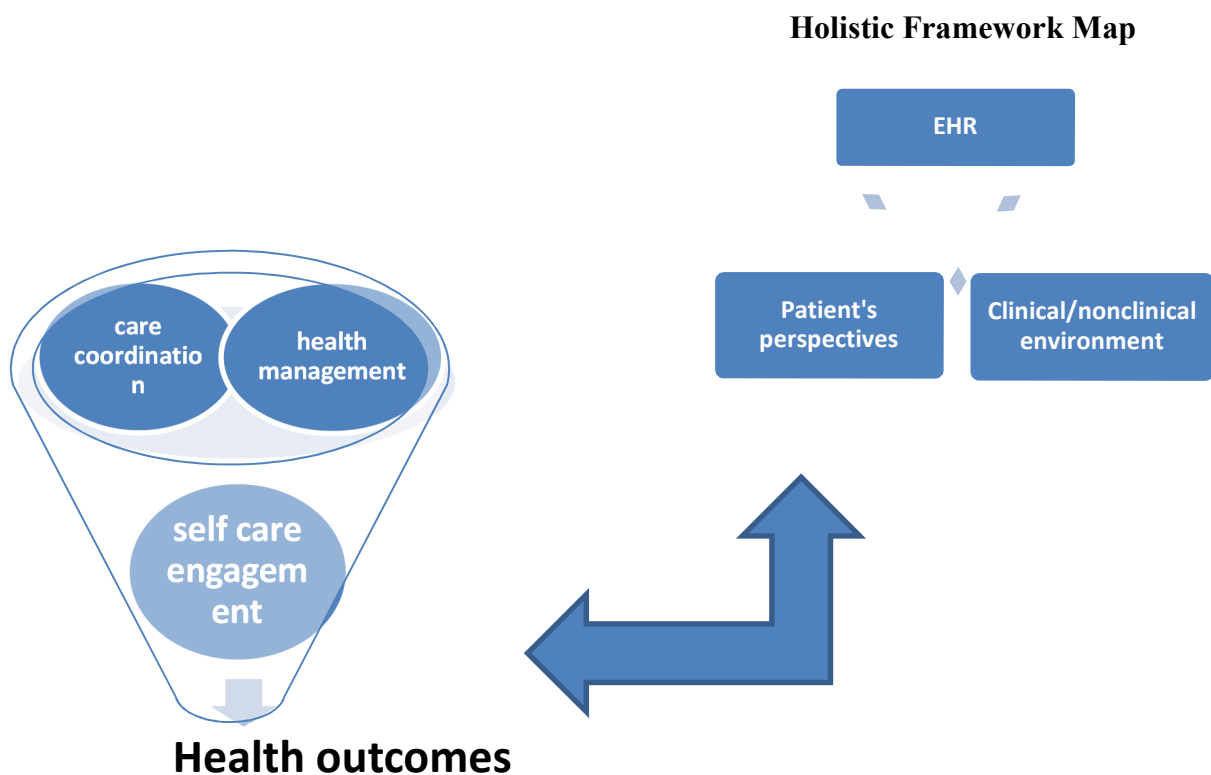 Holistic Framework Map
EHR
Patient's
perspectives
Clinical/nonclinical
environment
care
coordinatio
n
health
management
self care
engagem
ent
Health outcomes